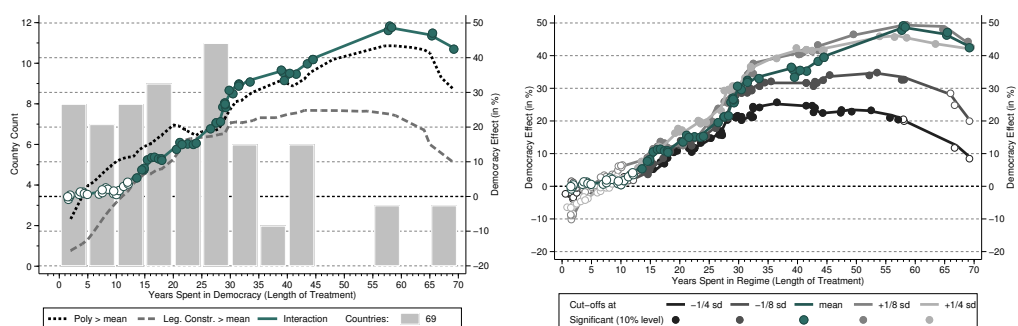 12
10
8
6
4
2
0
Country Count
50
40
30
20
10
0
−10
−20
Democracy Effect (in %)
0 5 10 15 20 25 30 35 40 45 50 55 60 65 70
Years Spent in Democracy (Length of Treatment)
Poly > mean Leg. Constr. > mean Interaction Countries: 69
50
40
30
20
10
0
−10
−20
Democracy Effect (in %)
50
40
30
20
10
0
−10
−20
Democracy Effect (in %)
0 5 10 15 20 25 30 35 40 45 50 55 60 65 70
Years Spent in Regime (Length of Treatment)
Cut−offs at −1/4 sd −1/8 sd mean +1/8 sd +1/4 sd
Significant (10% level)